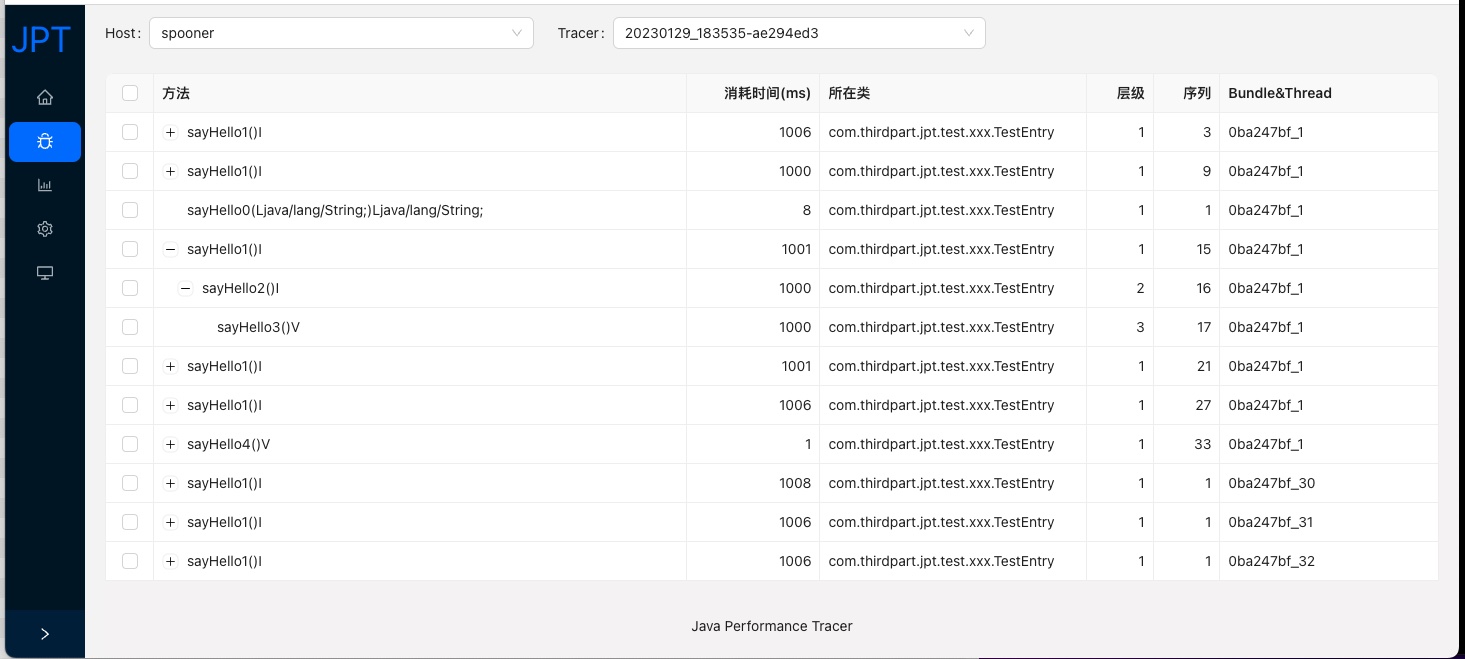 JPT
Host: spooner Tracer: 20230129_183535-ae294ed3
方法 消耗时间(ms) 所在类 层级 序列 Bundle&Thread
sayHello1()I 1006 com.thirdpart.jpt.test.xxx.TestEntry 1 3 0ba247bf_1
sayHello1()I 1000 com.thirdpart.jpt.test.xxx.TestEntry 1 9 0ba247bf_1
sayHello0(Ljava/lang/String;)Ljava/lang/String; 8 com.thirdpart.jpt.test.xxx.TestEntry 1 1 0ba247bf_1
sayHello1()I 1001 com.thirdpart.jpt.test.xxx.TestEntry 1 15 0ba247bf_1
sayHello2()I 1000 com.thirdpart.jpt.test.xxx.TestEntry 2 16 0ba247bf_1
sayHello3()V 1000 com.thirdpart.jpt.test.xxx.TestEntry 3 17 0ba247bf_1
sayHello1()I 1001 com.thirdpart.jpt.test.xxx.TestEntry 1 21 0ba247bf_1
sayHello1()I 1006 com.thirdpart.jpt.test.xxx.TestEntry 1 27 0ba247bf_1
sayHello4()V 1 com.thirdpart.jpt.test.xxx.TestEntry 1 33 0ba247bf_1
sayHello1()I 1008 com.thirdpart.jpt.test.xxx.TestEntry 1 1 0ba247bf_30
sayHello1()I 1006 com.thirdpart.jpt.test.xxx.TestEntry 1 1 0ba247bf_31
sayHello1()I 1006 com.thirdpart.jpt.test.xxx.TestEntry 1 1 0ba247bf_32
Java Performance Tracer